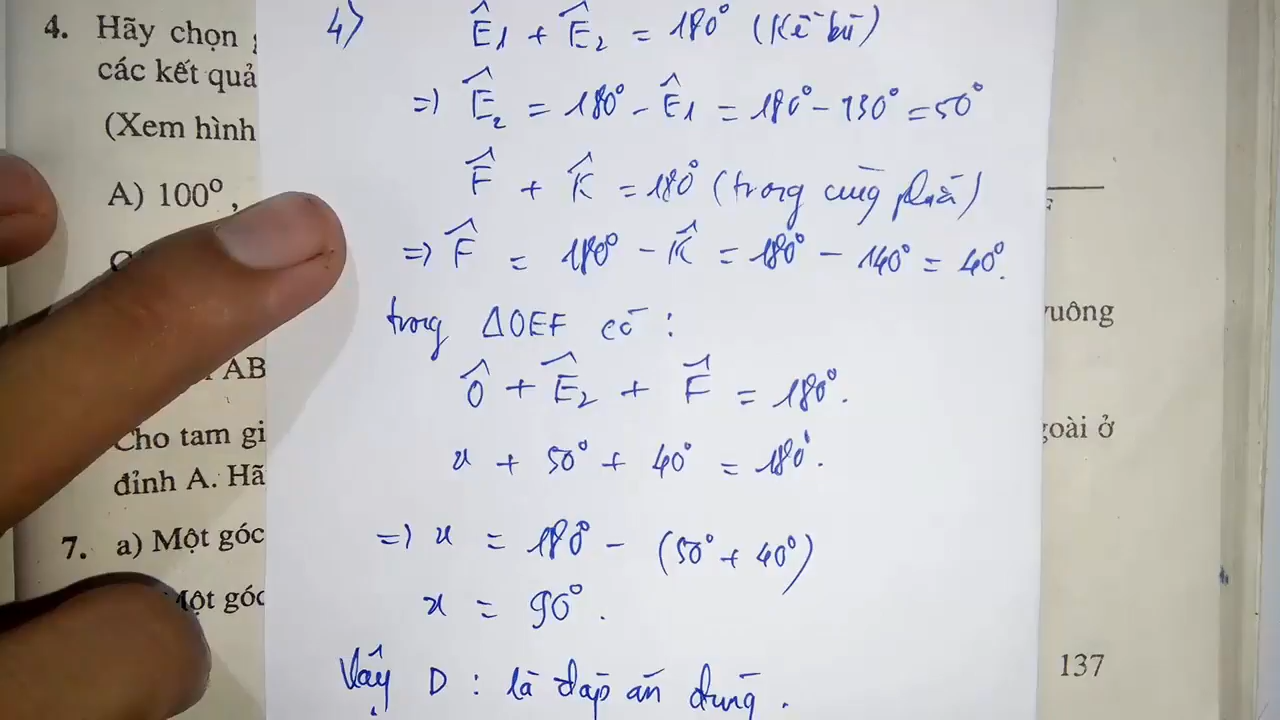 4. Hãy chọn
các kết quả
(Xem hình
A) 100°,
AB
Cho tam gi
đỉnh A. Hã
7. a) Một góc
Một góc
4) Ê1 + Ê2 = 180° (Kề bù)
=> Ê2 = 180° - Ê1 = 180° - 130° = 50°
F̂ + K̂ = 180° (trong cùng phía)
=> F̂ = 180° - K̂ = 180° - 140° = 40°.
trong ΔOEF có:
Ô + Ê2 + F̂ = 180°.
x + 50° + 40° = 180°.
=> x = 180° - (50° + 40°)
x = 90°.
Vậy D: là đáp án đúng.
vuông
goài ở
137